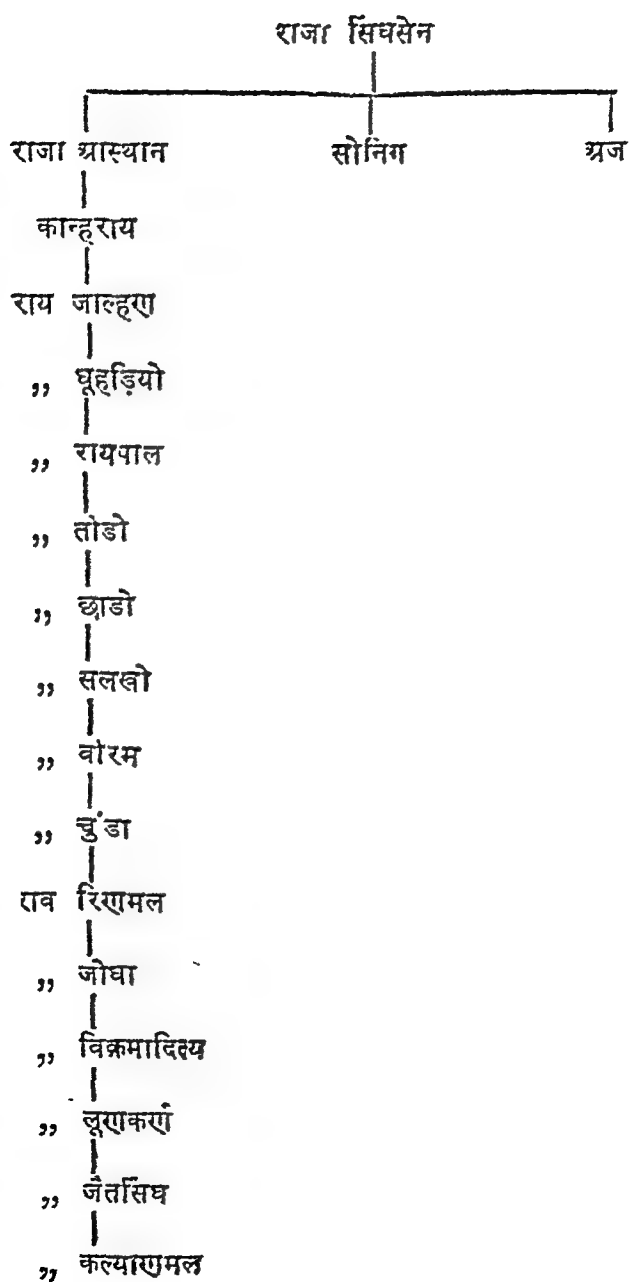 राजा सिंघसेन
राजा आस्थान सोनिग अज
कान्हराय
राय जाल्हण
,, घूहड़ियो
,, रायपाल
,, तोडो
,, छाडो
,, सलखो
,, वीरम
,, चुंडा
राव रिणमल
,, जोघा
,, विक्रमादित्य
,, लूणकर्ण
,, जैतसिंघ
,, कल्याणमल